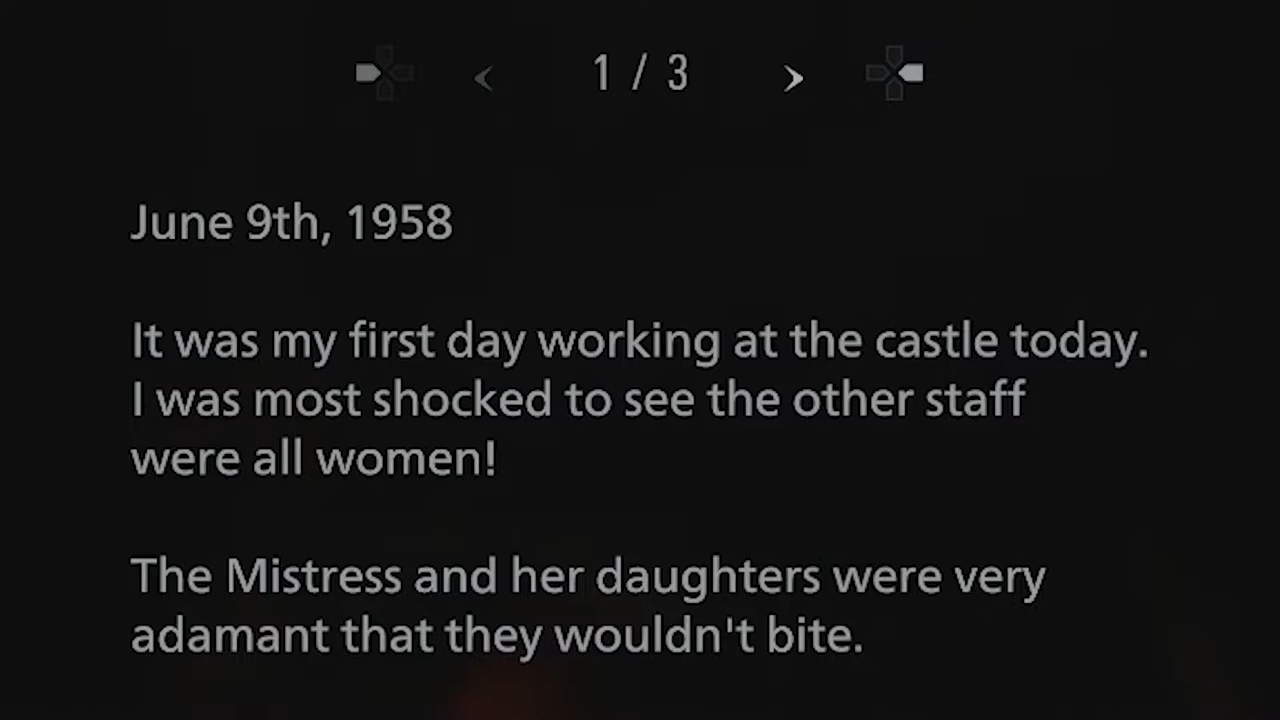 1 / 3
June 9th, 1958
It was my first day working at the castle today.
I was most shocked to see the other staff
were all women!
The Mistress and her daughters were very
adamant that they wouldn't bite.